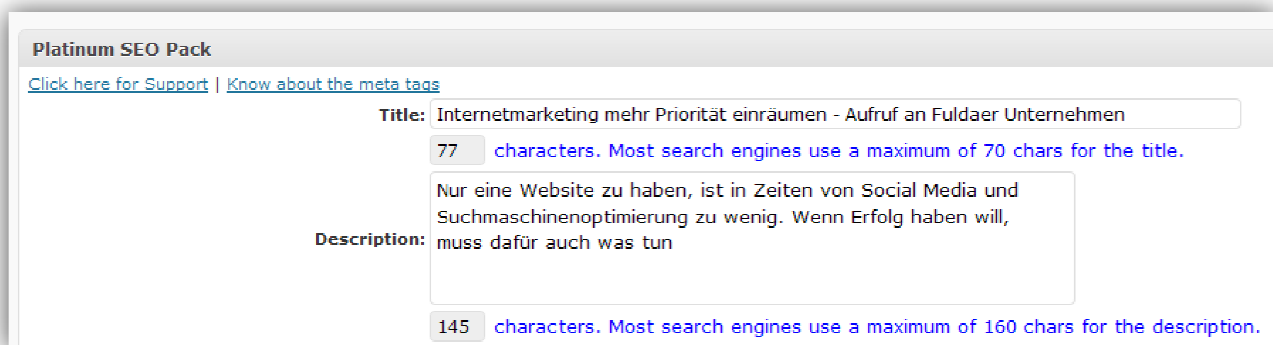 Platinum SEO Pack
Click here for Support | Know about the meta tags
Title: Internetmarketing mehr Priorität einräumen - Aufruf an Fuldaer Unternehmen
77 characters. Most search engines use a maximum of 70 chars for the title.
Nur eine Website zu haben, ist in Zeiten von Social Media und
Suchmaschinenoptimierung zu wenig. Wenn Erfolg haben will,
Description: muss dafür auch was tun
145 characters. Most search engines use a maximum of 160 chars for the description.